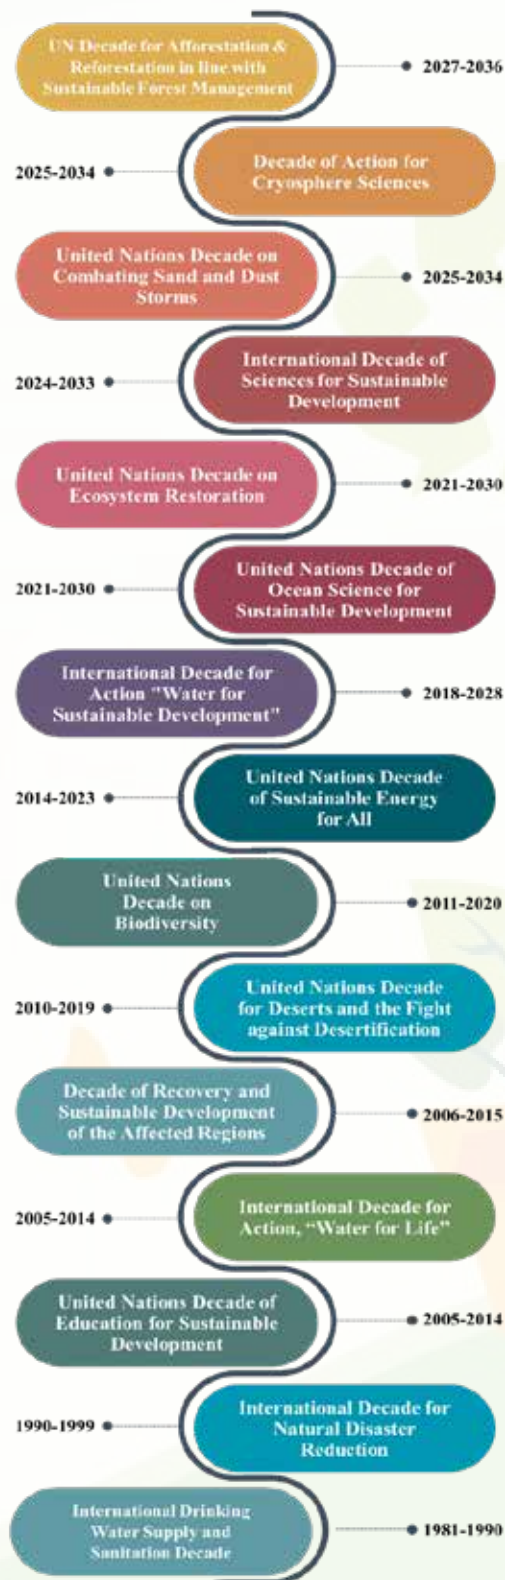 UN Decade for Afforestation &
Reforestation in line with
Sustainable Forest Management
2027-2036
2025-2034
Decade of Action for
Cryosphere Sciences
United Nations Decade on
Combating Sand and Dust
Storms
2025-2034
2024-2033
International Decade of
Sciences for Sustainable
Development
United Nations Decade on
Ecosystem Restoration
2021-2030
2021-2030
United Nations Decade of
Ocean Science for
Sustainable Development
International Decade for
Action "Water for
Sustainable Development"
2018-2028
2014-2023
United Nations Decade
of Sustainable Energy
for All
United Nations
Decade on
Biodiversity
2011-2020
2010-2019
United Nations Decade
for Deserts and the Fight
against Desertification
Decade of Recovery and
Sustainable Development
of the Affected Regions
2006-2015
2005-2014
International Decade for
Action, “Water for Life”
United Nations Decade of
Education for Sustainable
Development
2005-2014
1990-1999
International Decade for
Natural Disaster
Reduction
International Drinking
Water Supply and
Sanitation Decade
1981-1990